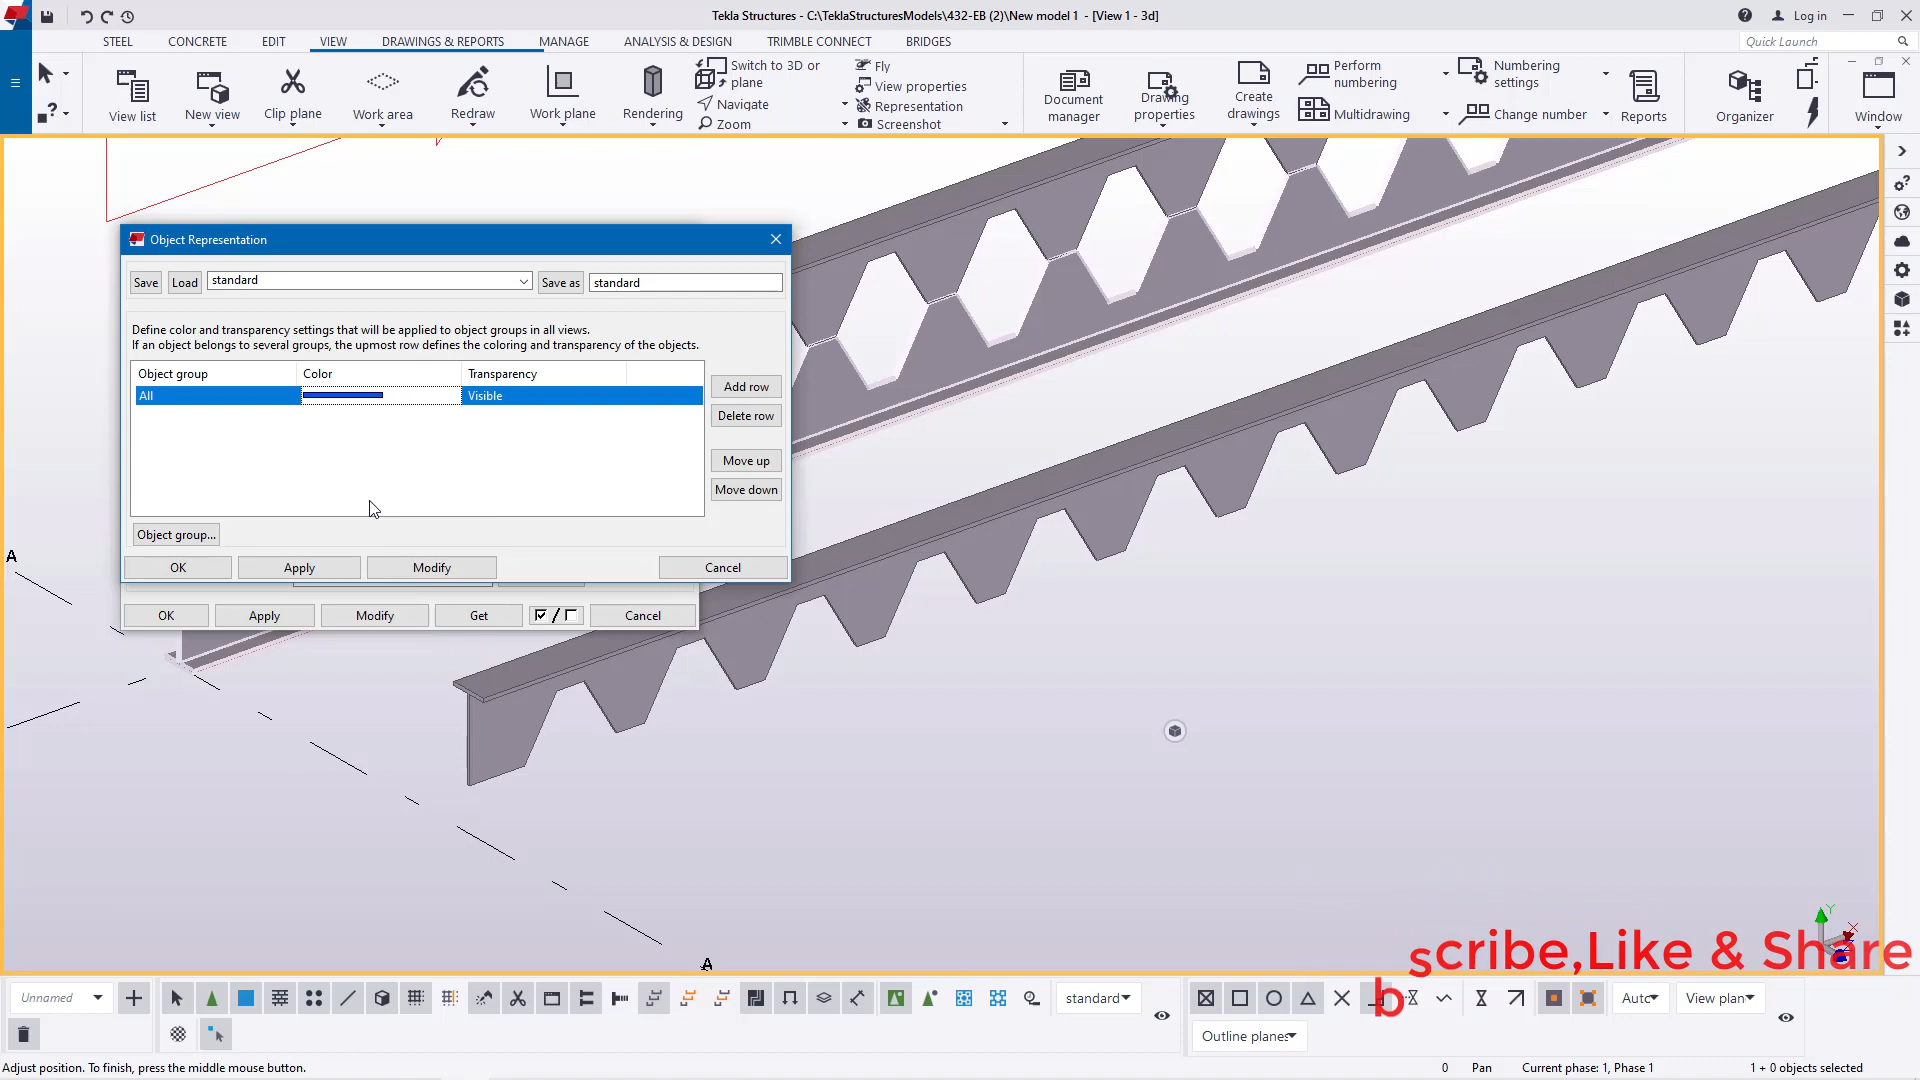 Tekla Structures - C:\TeklaStructuresModels\432-EB (2)\New model 1 - [View 1 - 3d]
Log in
STEEL CONCRETE EDIT VIEW DRAWINGS & REPORTS MANAGE ANALYSIS & DESIGN TRIMBLE CONNECT BRIDGES
Quick Launch
View list
New view
Clip plane
Work area
Redraw
Work plane
Rendering
Switch to 3D or plane
Navigate
Zoom
Fly
View properties
Representation
Screenshot
Document manager
Drawing properties
Create drawings
Perform numbering
Multidrawing
Numbering settings
Change number
Reports
Organizer
Window
Object Representation
Save Load standard Save as standard
Define color and transparency settings that will be applied to object groups in all views.
If an object belongs to several groups, the upmost row defines the coloring and transparency of the objects.
Object group Color Transparency
All Visible
Add row
Delete row
Move up
Move down
Object group...
OK Apply Modify Cancel
OK Apply Modify Get / Cancel
A
A
Y
X
scribe,Like & Share
b
Unnamed
standard
Auto
View plan
Outline planes
Adjust position. To finish, press the middle mouse button.
0 Pan Current phase: 1, Phase 1 1 + 0 objects selected